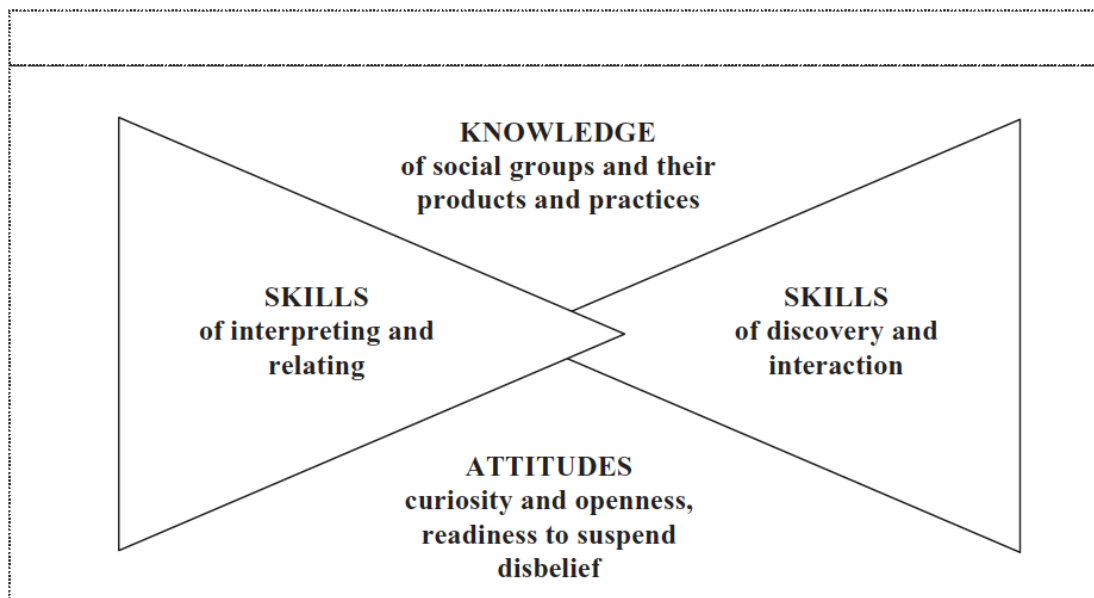 KNOWLEDGE
of social groups and their
products and practices
SKILLS
of interpreting and
relating
SKILLS
of discovery and
interaction
ATTITUDES
curiosity and openness,
readiness to suspend
disbelief